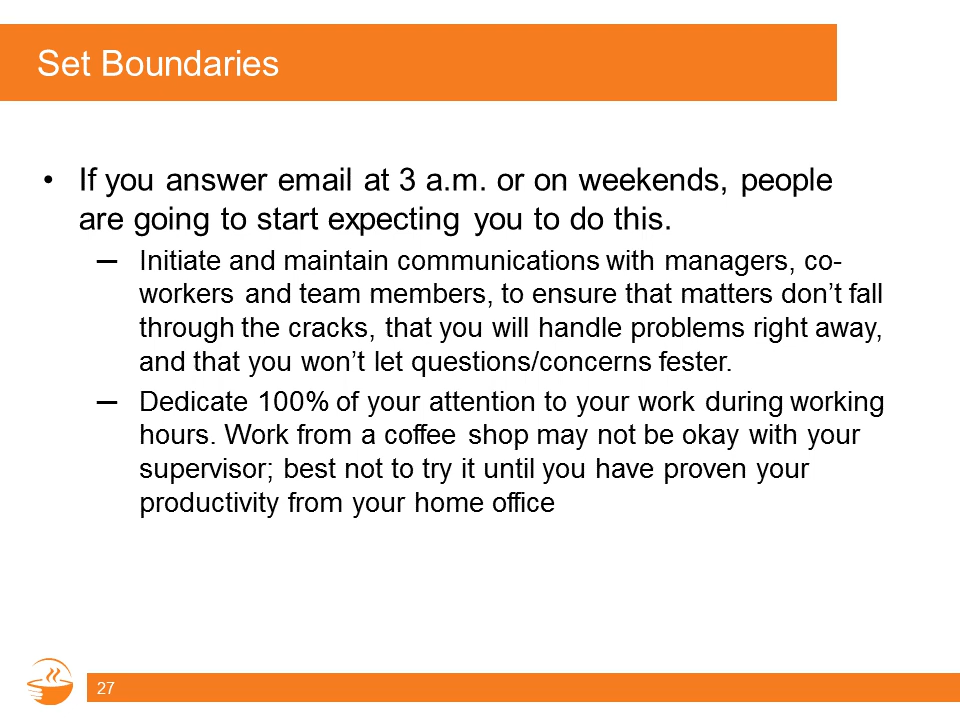 Set Boundaries
• If you answer email at 3 a.m. or on weekends, people
are going to start expecting you to do this.
─ Initiate and maintain communications with managers, co-
workers and team members, to ensure that matters don’t fall
through the cracks, that you will handle problems right away,
and that you won’t let questions/concerns fester.
─ Dedicate 100% of your attention to your work during working
hours. Work from a coffee shop may not be okay with your
supervisor; best not to try it until you have proven your
productivity from your home office
27